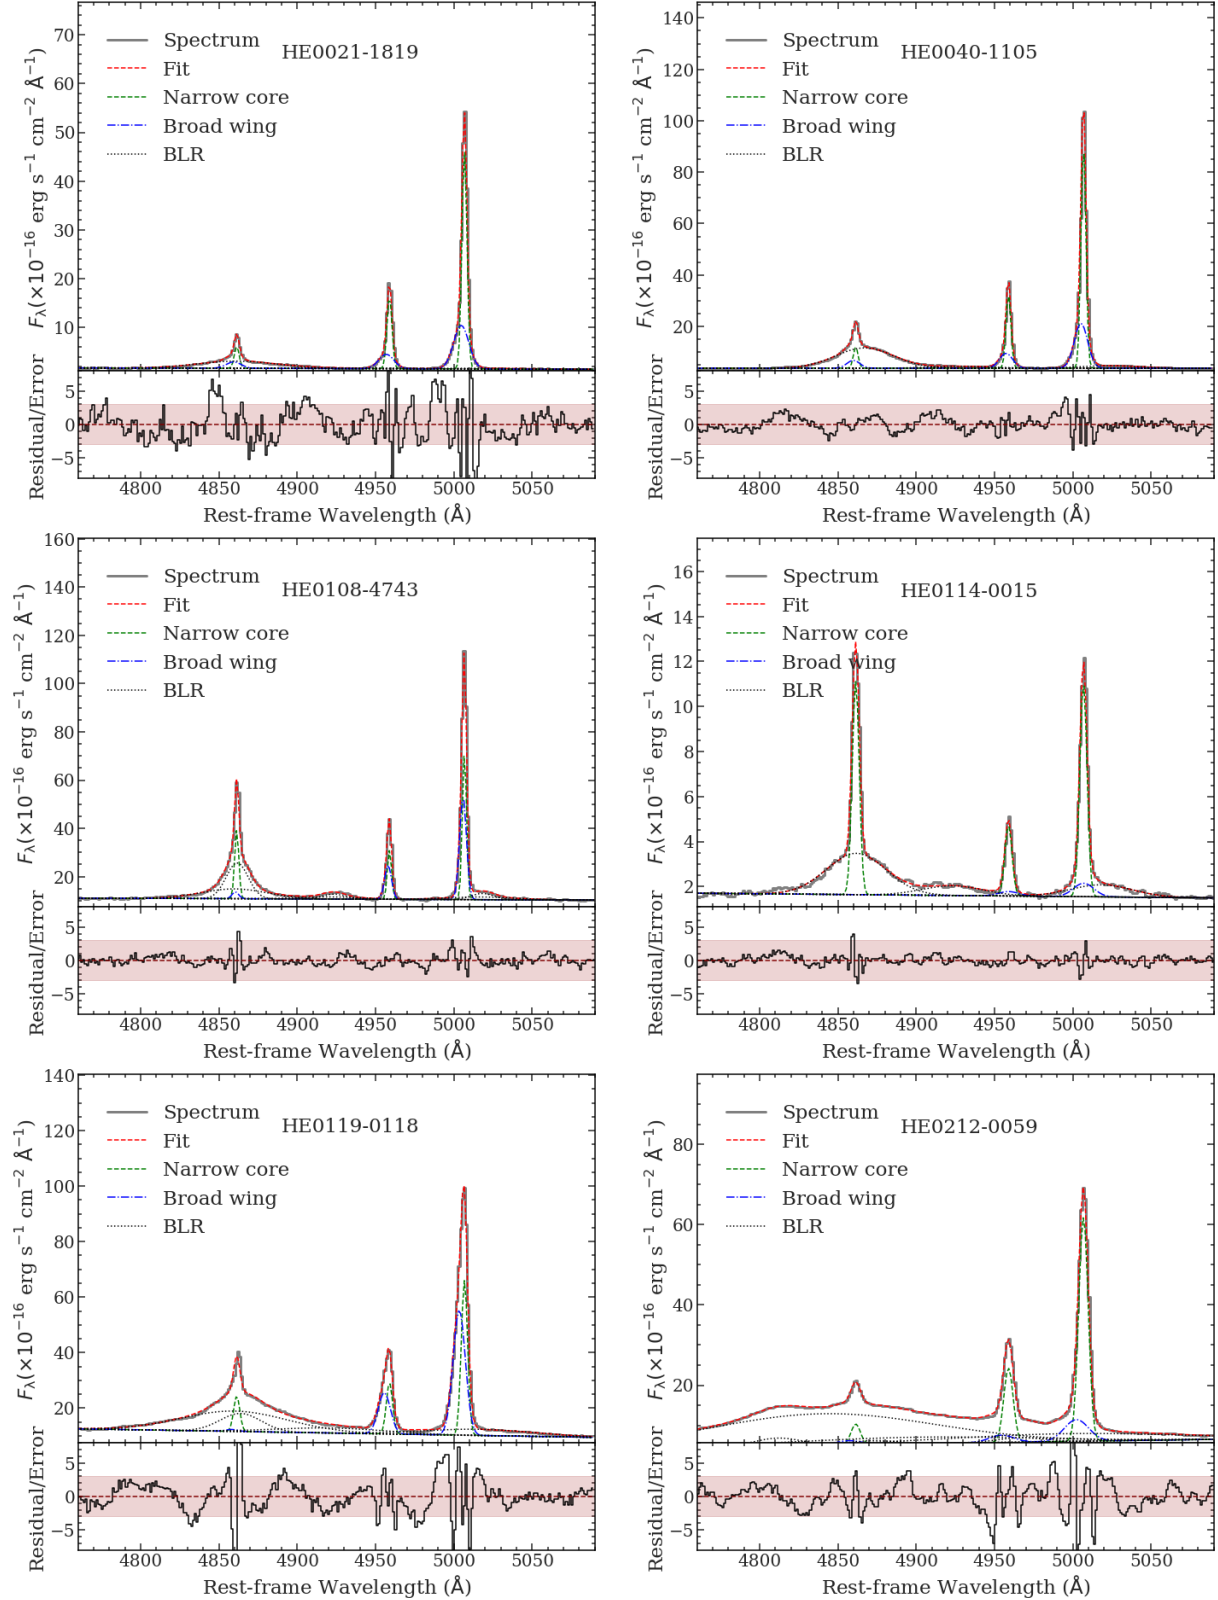 HE0021-1819
Spectrum
Fit
Narrow core
Broad wing
BLR
70
60
50
40
30
20
10
F_λ(×10⁻¹⁶ erg s⁻¹ cm⁻² Å⁻¹)
5
0
−5
Residual/Error
4800 4850 4900 4950 5000 5050
Rest-frame Wavelength (Å)
HE0040-1105
Spectrum
Fit
Narrow core
Broad wing
BLR
140
120
100
80
60
40
20
F_λ(×10⁻¹⁶ erg s⁻¹ cm⁻² Å⁻¹)
5
0
−5
Residual/Error
4800 4850 4900 4950 5000 5050
Rest-frame Wavelength (Å)
HE0108-4743
Spectrum
Fit
Narrow core
Broad wing
BLR
160
140
120
100
80
60
40
20
F_λ(×10⁻¹⁶ erg s⁻¹ cm⁻² Å⁻¹)
5
0
−5
Residual/Error
4800 4850 4900 4950 5000 5050
Rest-frame Wavelength (Å)
HE0114-0015
Spectrum
Fit
Narrow core
Broad wing
BLR
16
14
12
10
8
6
4
2
F_λ(×10⁻¹⁶ erg s⁻¹ cm⁻² Å⁻¹)
5
0
−5
Residual/Error
4800 4850 4900 4950 5000 5050
Rest-frame Wavelength (Å)
HE0119-0118
Spectrum
Fit
Narrow core
Broad wing
BLR
140
120
100
80
60
40
20
F_λ(×10⁻¹⁶ erg s⁻¹ cm⁻² Å⁻¹)
5
0
−5
Residual/Error
4800 4850 4900 4950 5000 5050
Rest-frame Wavelength (Å)
HE0212-0059
Spectrum
Fit
Narrow core
Broad wing
BLR
80
60
40
20
F_λ(×10⁻¹⁶ erg s⁻¹ cm⁻² Å⁻¹)
5
0
−5
Residual/Error
4800 4850 4900 4950 5000 5050
Rest-frame Wavelength (Å)